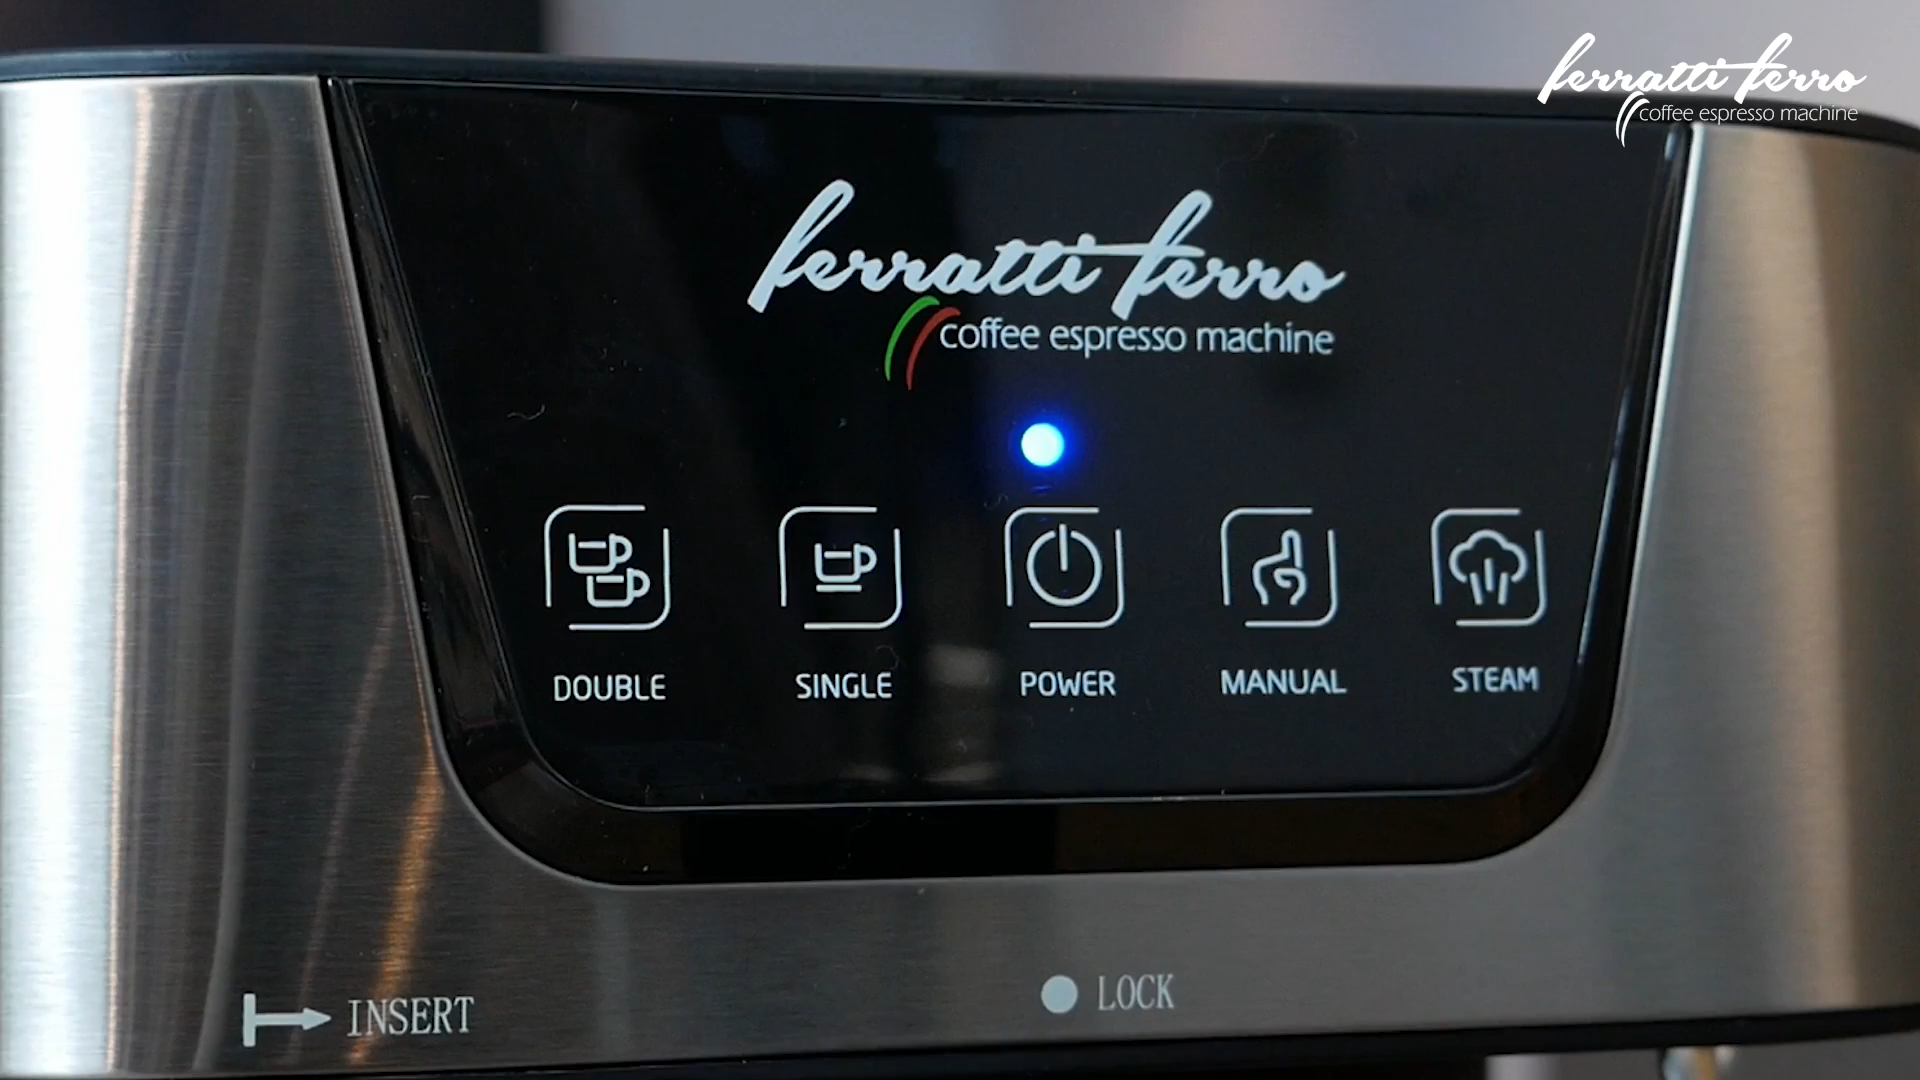 ferratti ferro
coffee espresso machine
ferratti ferro
coffee espresso machine
DOUBLE
SINGLE
POWER
MANUAL
STEAM
INSERT
LOCK